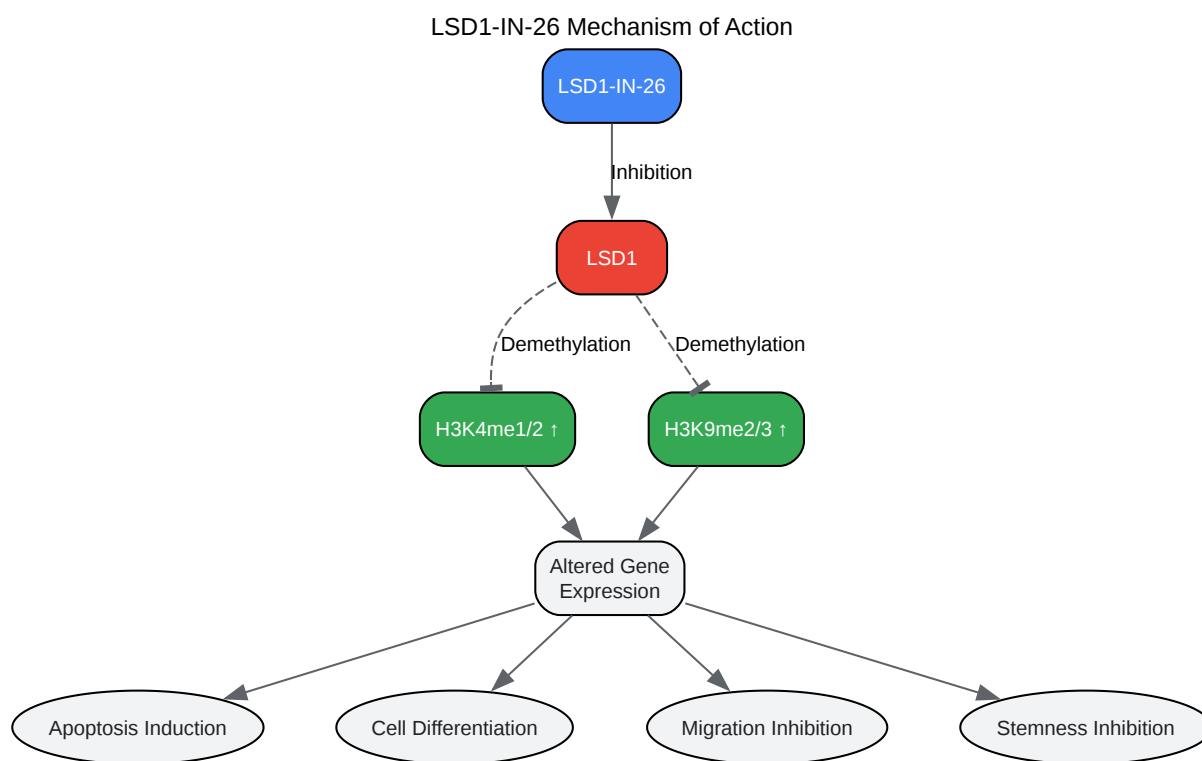 LSD1-IN-26 Mechanism of Action
LSD1-IN-26
Inhibition
LSD1
Demethylation
Demethylation
H3K4me1/2 ↑
H3K9me2/3 ↑
Altered Gene
Expression
Apoptosis Induction
Cell Differentiation
Migration Inhibition
Stemness Inhibition